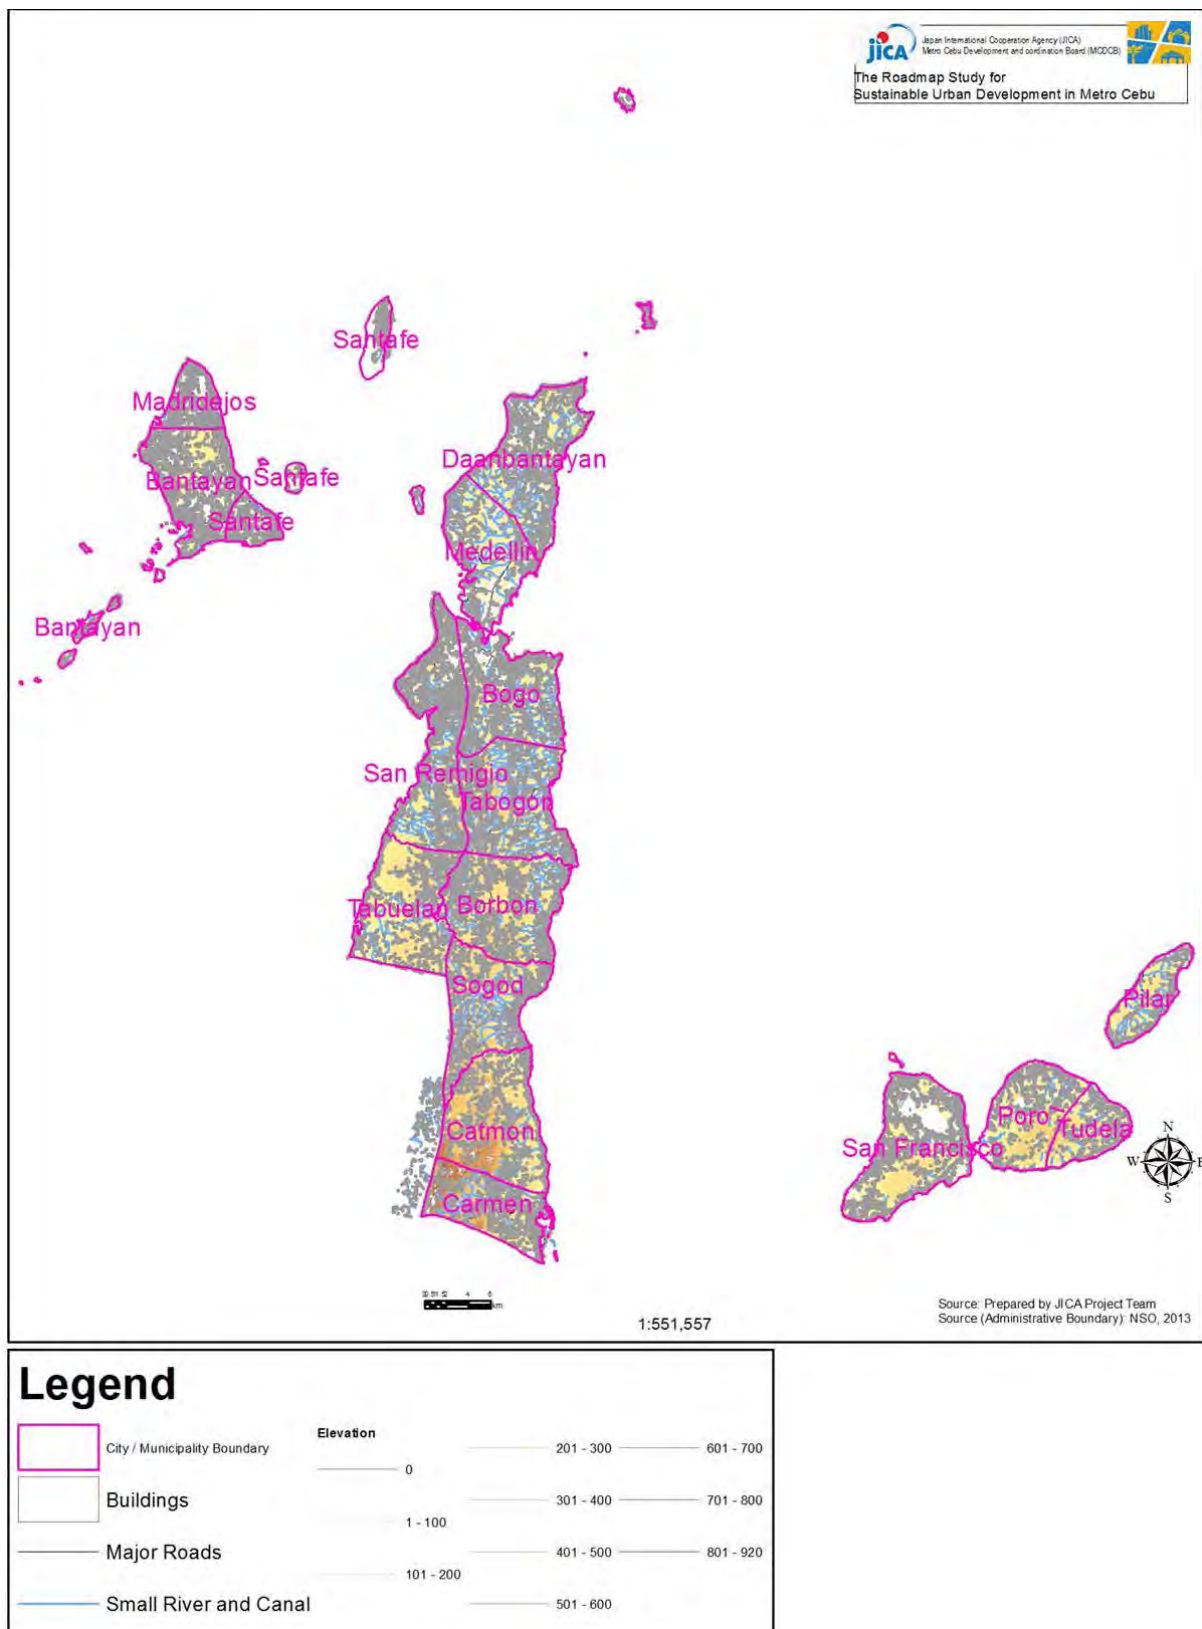 JICA
Japan International Cooperation Agency (JICA)
Metro Cebu Development and cordination Board (MCDCB)
The Roadmap Study for
Sustainable Urban Development in Metro Cebu
Santafe
Madridejos
Daanbantayan
Bantayan
Santafe
Santafe
Medellin
Bantayan
Bogo
San Remigio
Tabogon
Tabuelan
Borbon
Sogod
Pilar
Catmon
Poro
Tudela
San Francisco
N
W
E
S
Carmen
4
km
1:551,557
Source: Prepared by JICA Project Team
Source (Administrative Boundary): NSO, 2013
Legend
City / Municipality Boundary
Buildings
Major Roads
Small River and Canal
Elevation
0
1 - 100
101 - 200
201 - 300
301 - 400
401 - 500
501 - 600
601 - 700
701 - 800
801 - 920